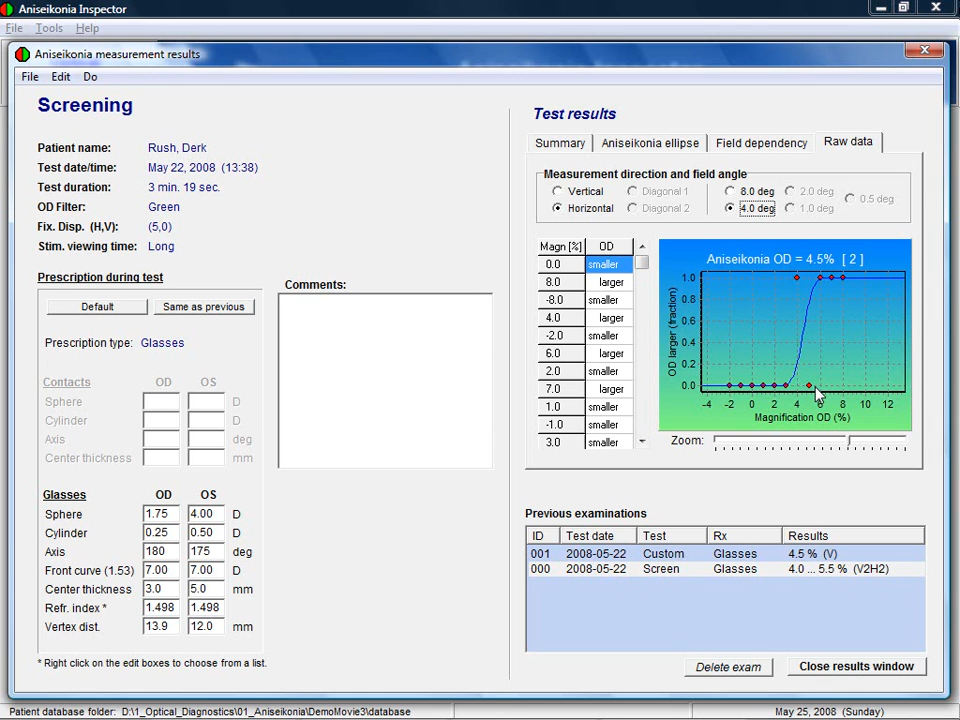 Aniseikonia Inspector
File Tools Help
Aniseikonia measurement results
File Edit Do
Screening
Patient name: Rush, Derk
Test date/time: May 22, 2008 (13:38)
Test duration: 3 min. 19 sec.
OD Filter: Green
Fix. Disp. (H,V): (5,0)
Stim. viewing time: Long
Prescription during test
Default Same as previous
Prescription type: Glasses
Contacts OD OS
Sphere D
Cylinder D
Axis deg
Center thickness mm
Glasses OD OS
Sphere 1.75 4.00 D
Cylinder 0.25 0.50 D
Axis 180 175 deg
Front curve (1.53) 7.00 7.00 D
Center thickness 3.0 5.0 mm
Refr. index * 1.498 1.498
Vertex dist. 13.9 12.0 mm
* Right click on the edit boxes to choose from a list.
Comments:
Test results
Summary Aniseikonia ellipse Field dependency Raw data
Measurement direction and field angle
Vertical Diagonal 1 8.0 deg 2.0 deg 0.5 deg
Horizontal Diagonal 2 4.0 deg 1.0 deg
Magn [%] OD
0.0 smaller
8.0 larger
-8.0 smaller
4.0 larger
-2.0 smaller
6.0 larger
2.0 smaller
7.0 larger
1.0 smaller
-1.0 smaller
3.0 smaller
Aniseikonia OD = 4.5% [ 2 ]
OD larger (fraction)
1.0
0.8
0.6
0.4
0.2
0.0
-4 -2 0 2 4 6 8 10 12
Magnification OD (%)
Zoom:
Previous examinations
ID Test date Test Rx Results
001 2008-05-22 Custom Glasses 4.5 % (V)
000 2008-05-22 Screen Glasses 4.0 ... 5.5 % (V2H2)
Delete exam Close results window
Patient database folder: D:\1_Optical_Diagnostics\01_Aniseikonia\DemoMovie3\database May 25, 2008 (Sunday)